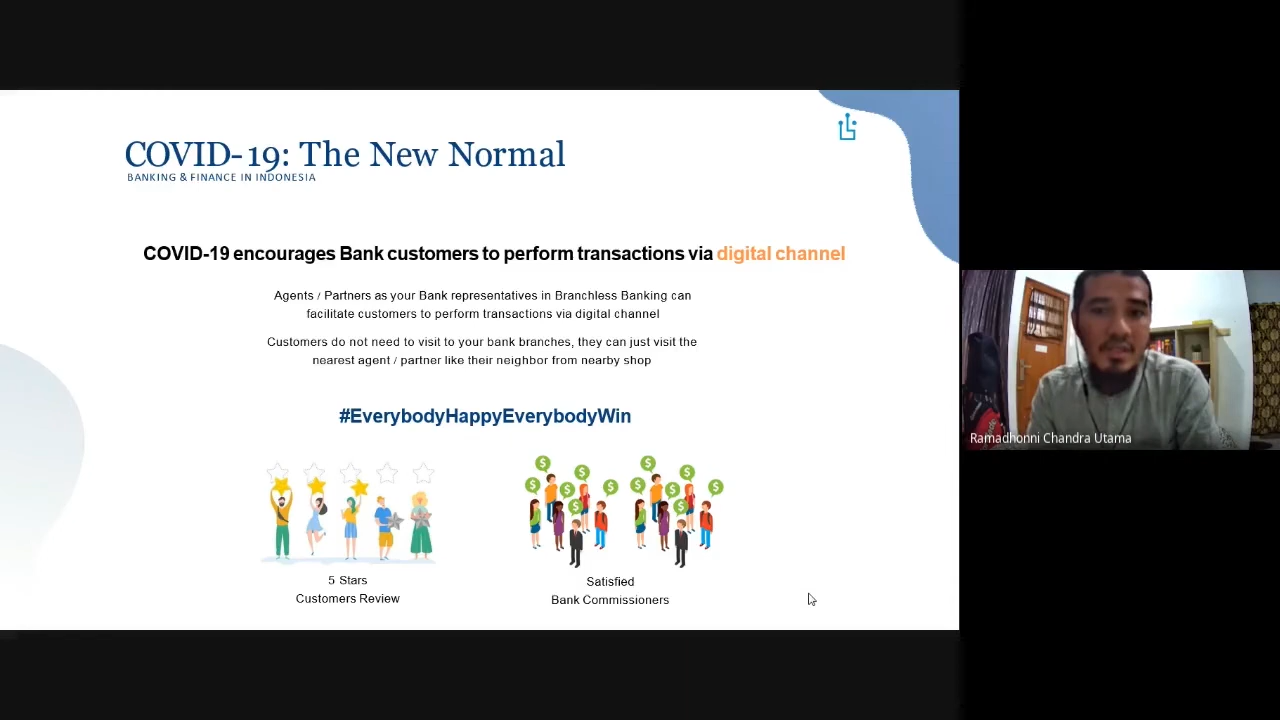 COVID-19: The New Normal
BANKING & FINANCE IN INDONESIA
COVID-19 encourages Bank customers to perform transactions via digital channel
Agents / Partners as your Bank representatives in Branchless Banking can
facilitate customers to perform transactions via digital channel
Customers do not need to visit to your bank branches, they can just visit the
nearest agent / partner like their neighbor from nearby shop
#EverybodyHappyEverybodyWin
5 Stars
Customers Review
Satisfied
Bank Commissioners
Ramadhonni Chandra Utama